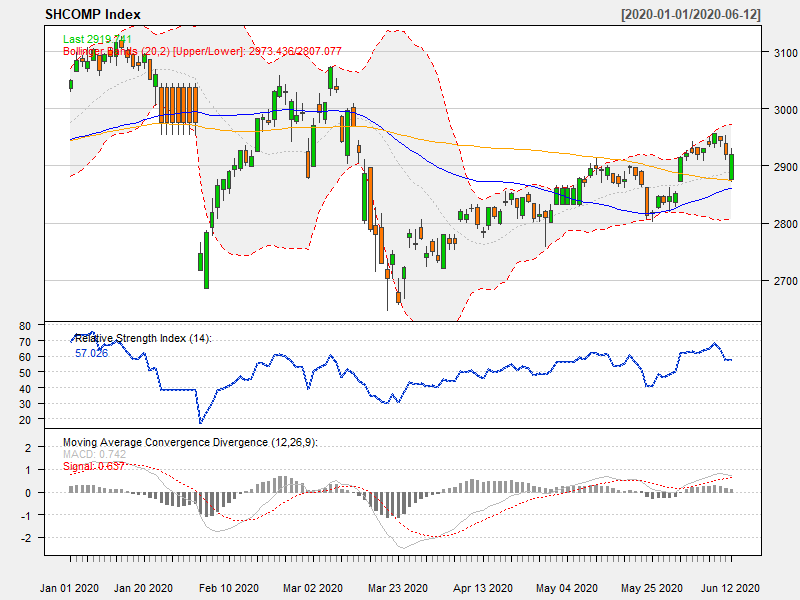 SHCOMP Index [2020-01-01/2020-06-12]
Last 2919.
Bollinger Bands (20,2) [Upper/Lower]: 2973.436/2807.077
3100
3000
2900
2800
2700
Relative Strength Index (14):
57.026
80
70
60
50
40
30
20
Moving Average Convergence Divergence (12,26,9):
MACD: 0.742
Signal: 0.637
2
1
0
-1
-2
Jan 01 2020 Jan 20 2020 Feb 10 2020 Mar 02 2020 Mar 23 2020 Apr 13 2020 May 04 2020 May 25 2020 Jun 12 2020